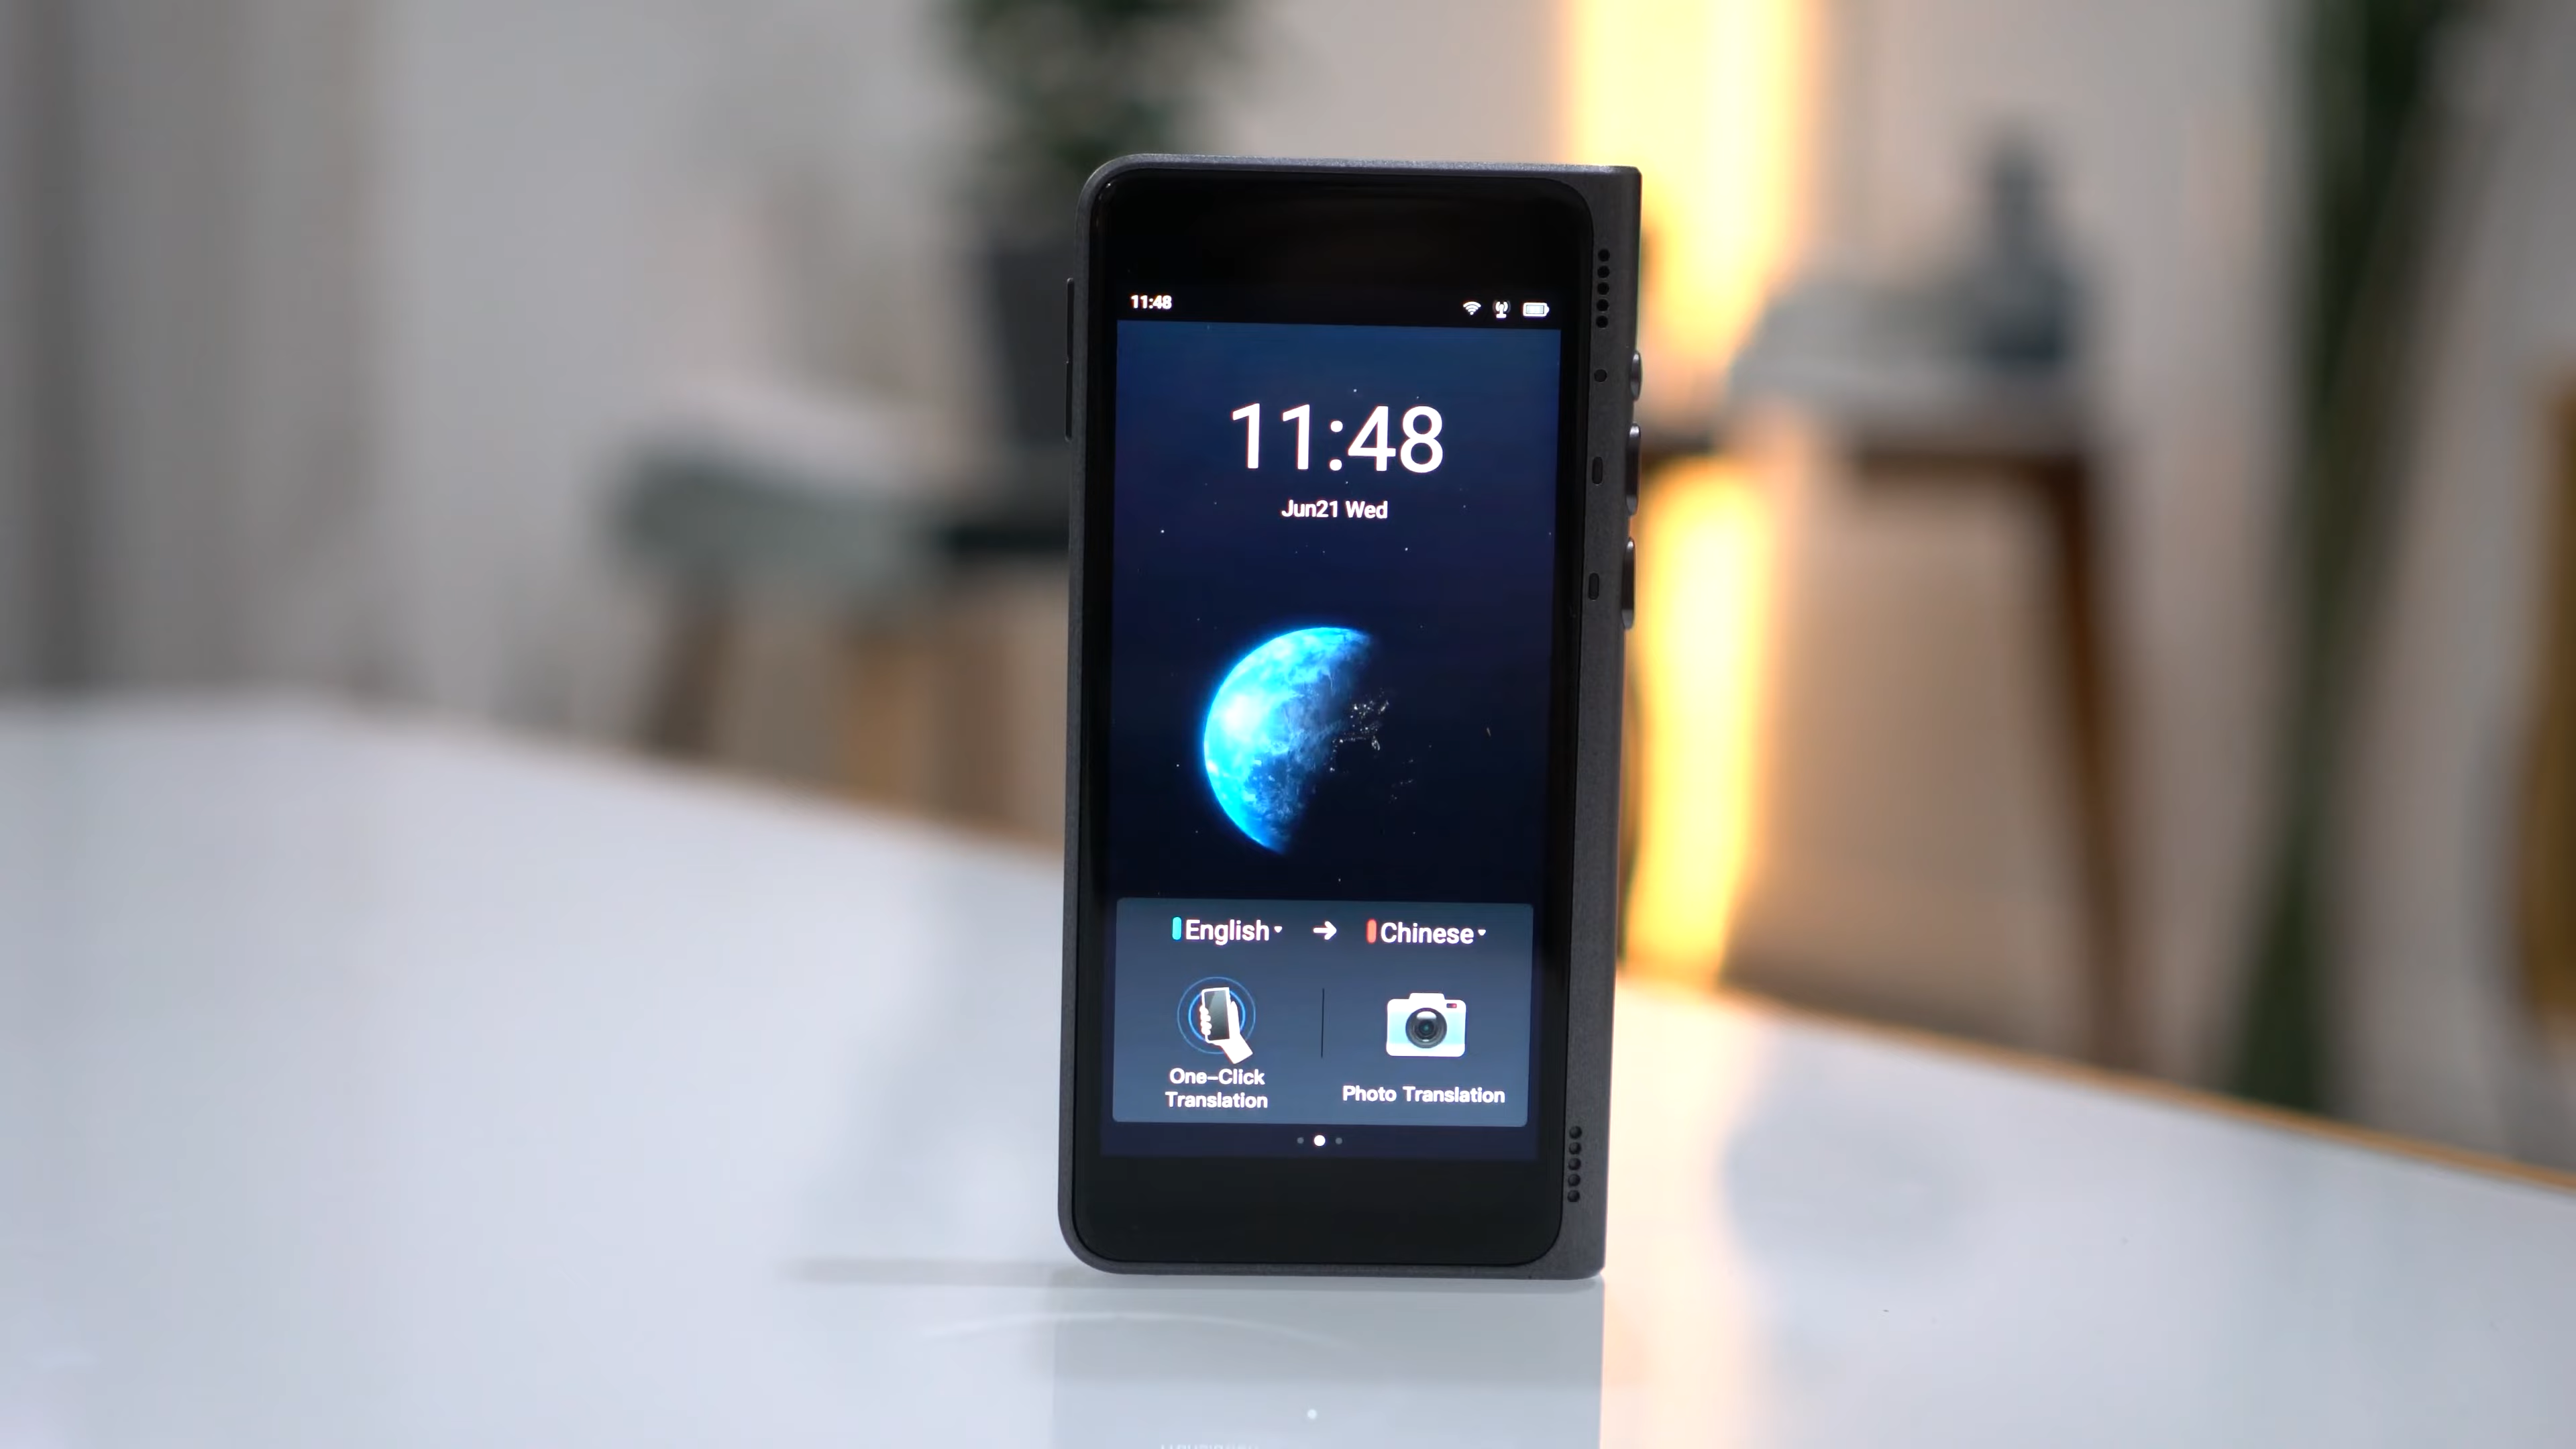 11:48
11:48
Jun21 Wed
English → Chinese
One-Click
Translation
Photo Translation